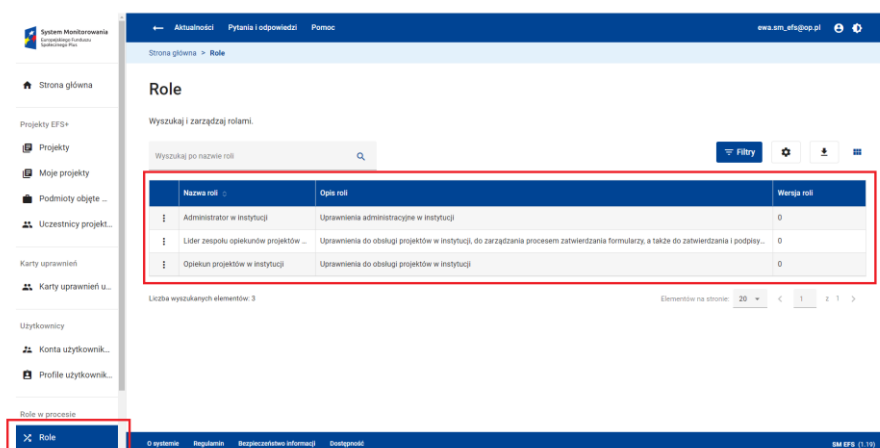 System Monitorowania
Europejskiego Funduszu
Społecznego Plus
Aktualności Pytania i odpowiedzi Pomoc
ewa.sm_efs@op.pl
Strona główna > Role
Strona główna
Projekty EFS+
Projekty
Moje projekty
Podmioty objęte ...
Uczestnicy projekt...
Karty uprawnień
Karty uprawnień u...
Użytkownicy
Konta użytkownik...
Profile użytkownik...
Role w procesie
Role
Role
Wyszukaj i zarządzaj rolami.
Wyszukaj po nazwie roli
Filtry
Nazwa roli Opis roli Wersja roli
Administrator w instytucji Uprawnienia administracyjne w instytucji 0
Lider zespołu opiekunów projektów ... Uprawnienia do obsługi projektów w instytucji, do zarządzania procesem zatwierdzania formularzy, a także do zatwierdzania i podpisy... 0
Opiekun projektów w instytucji Uprawnienia do obsługi projektów w instytucji 0
Liczba wyszukanych elementów: 3
Elementów na stronie: 20 < 1 z 1 >
O systemie Regulamin Bezpieczeństwo informacji Dostępność
SM EFS (1.19)